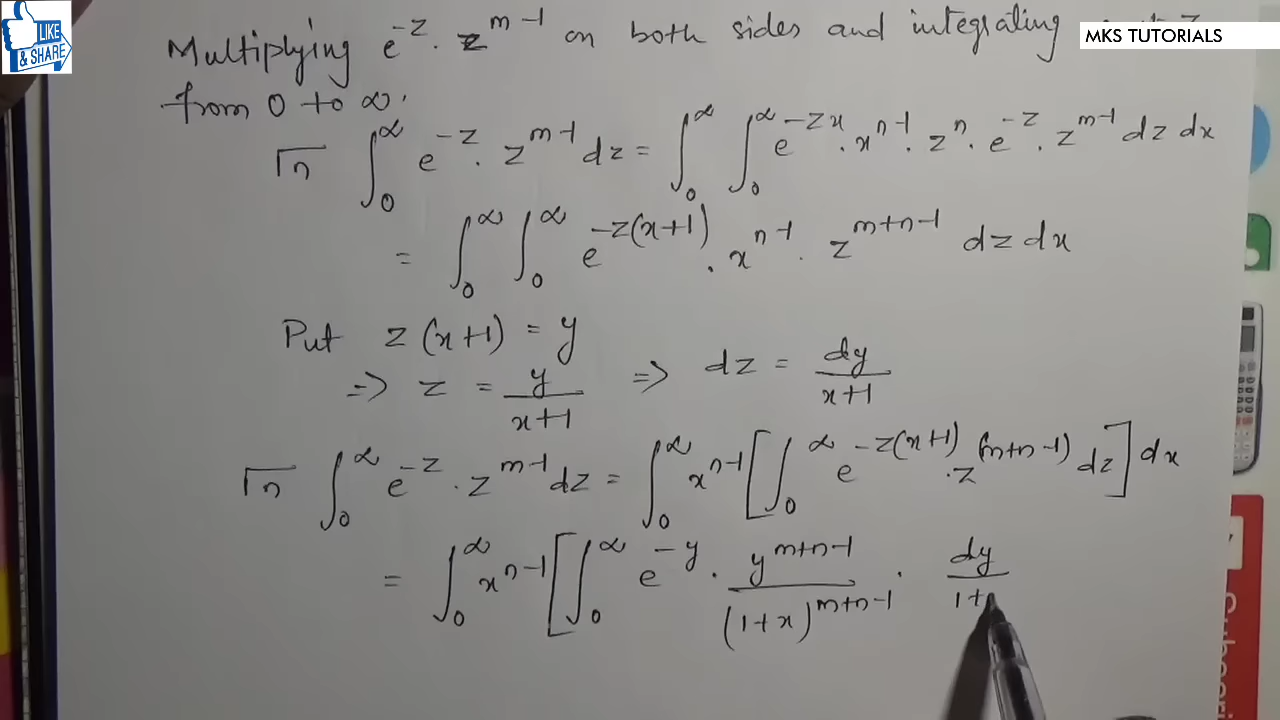 LIKE & SHARE
MKS TUTORIALS
Multiplying e^{-z} . z^{m-1} on both sides and integrating
from 0 to ∞.
Γn ∫_0^∞ e^{-z} . z^{m-1} dz = ∫_0^∞ ∫_0^∞ e^{-zx} . x^{n-1} . z^n . e^{-z} . z^{m-1} dz dx
= ∫_0^∞ ∫_0^∞ e^{-z(x+1)} . x^{n-1} . z^{m+n-1} dz dx
Put z(x+1) = y
=> z = y/(x+1) => dz = dy/(x+1)
Γn ∫_0^∞ e^{-z} . z^{m-1} dz = ∫_0^∞ x^{n-1} [∫_0^∞ e^{-z(x+1)} . z^{(m+n-1)} dz] dx
= ∫_0^∞ x^{n-1} [∫_0^∞ e^{-y} . y^{m+n-1}/(1+x)^{m+n-1} . dy/1+